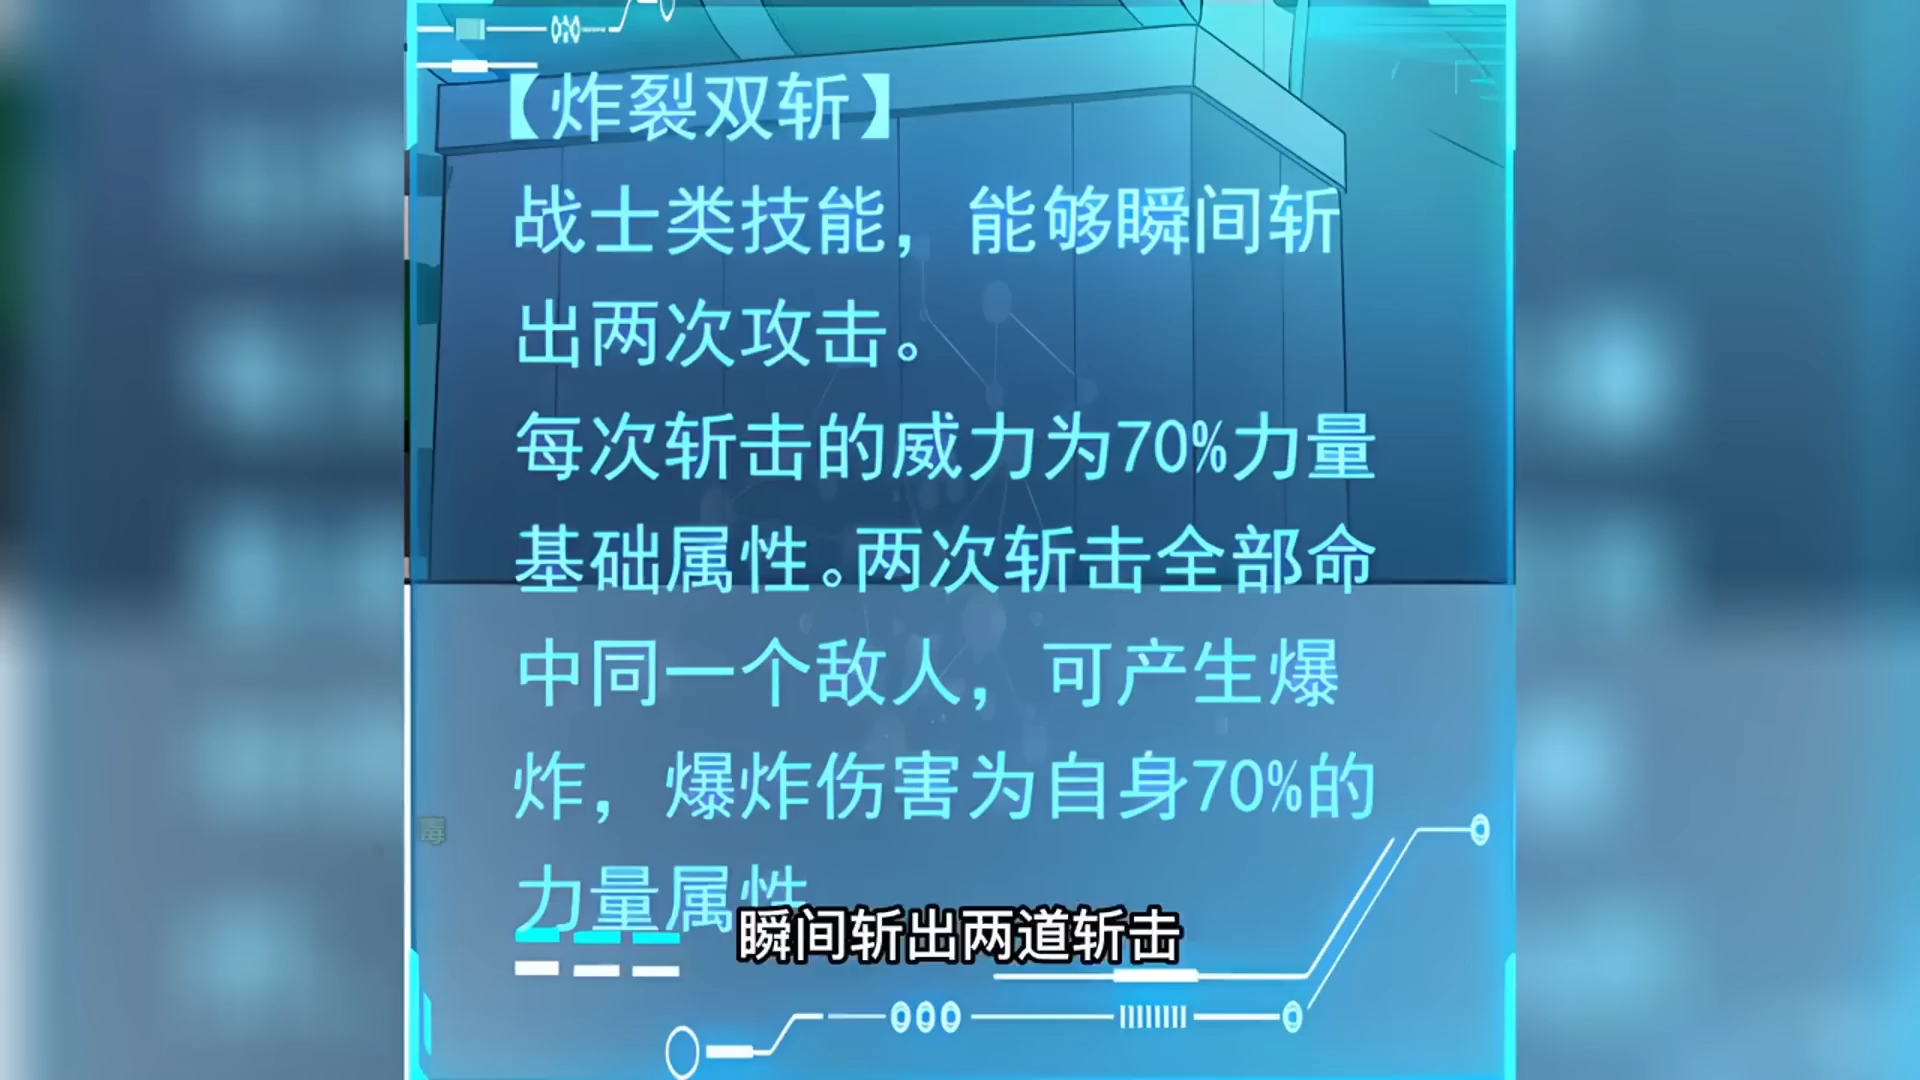 【炸裂双斩】
战士类技能，能够瞬间斩
出两次攻击。
每次斩击的威力为70%力量
基础属性。两次斩击全部命
中同一个敌人，可产生爆
炸，爆炸伤害为自身70%的
力量属性
瞬间斩出两道斩击